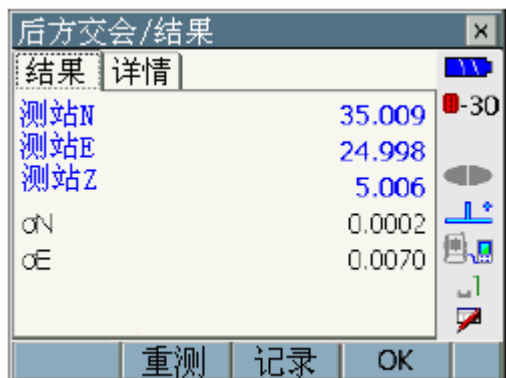 后方交会/结果
结果 详情
测站N 35.009
测站E 24.998
测站Z 5.006
σN 0.0002
σE 0.0070
-30
重测 记录 OK